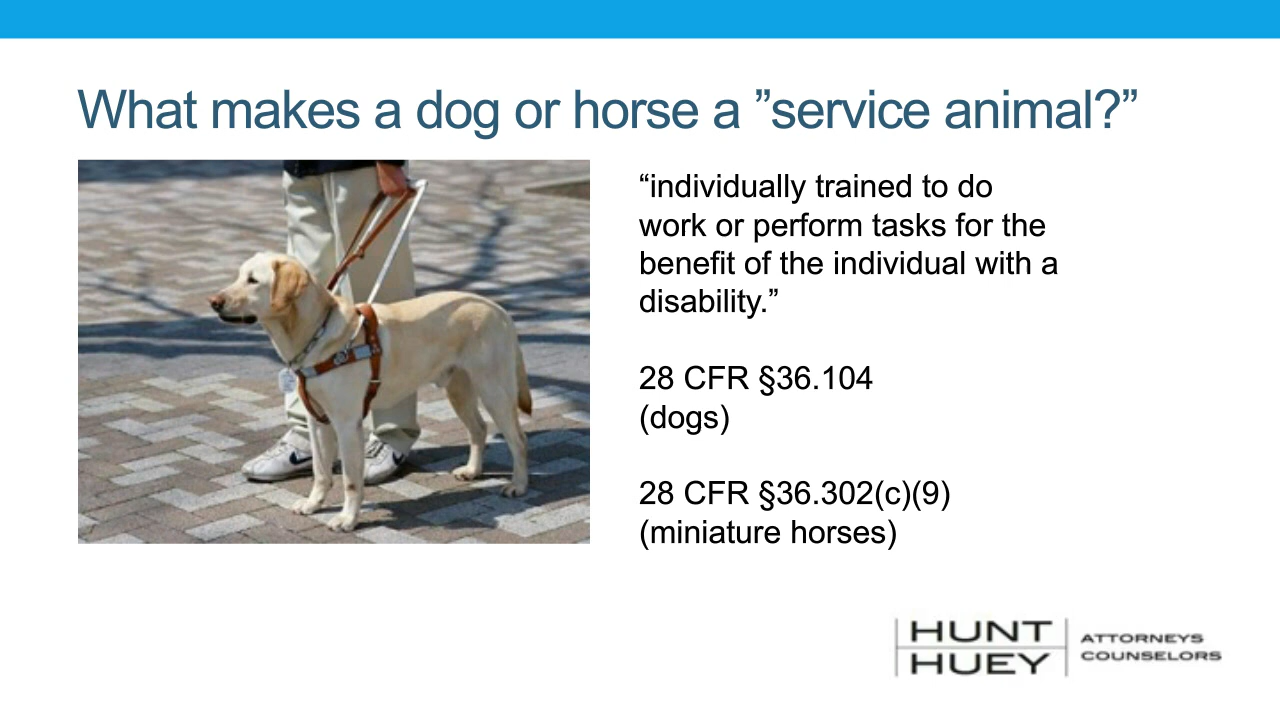 What makes a dog or horse a ”service animal?”
“individually trained to do
work or perform tasks for the
benefit of the individual with a
disability.”
28 CFR §36.104
(dogs)
28 CFR §36.302(c)(9)
(miniature horses)
HUNT
HUEY
ATTORNEYS
COUNSELORS